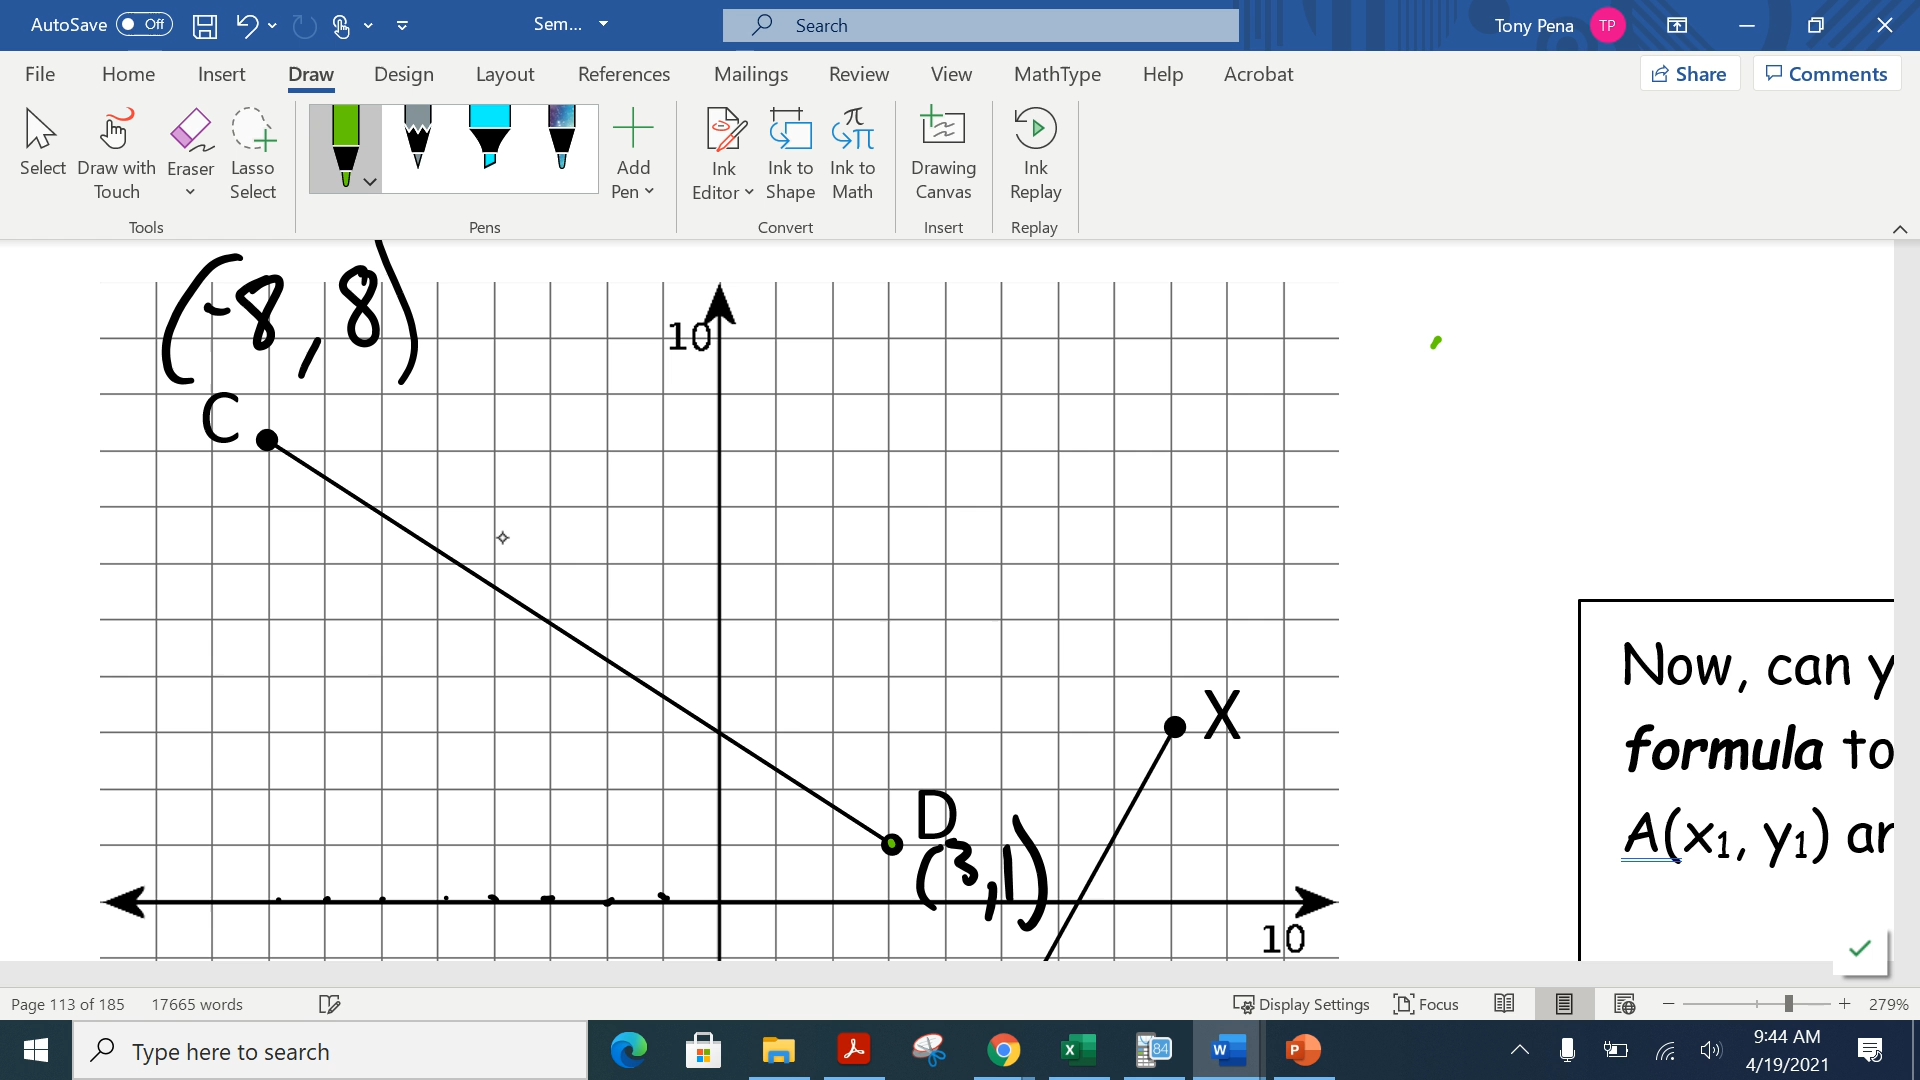 AutoSave Off Sem... Search Tony Pena TP
File Home Insert Draw Design Layout References Mailings Review View MathType Help Acrobat Share Comments
Select Draw with Touch Eraser Lasso Select Add Pen Ink Editor Ink to Shape Ink to Math Drawing Canvas Ink Replay
Tools Pens Convert Insert Replay
(-8, 8)
10
C
X
D
(3,1)
10
Now, can y
formula to
A(x₁, y₁) ar
Page 113 of 185 17665 words Display Settings Focus 279%
Type here to search 84 9:44 AM
4/19/2021